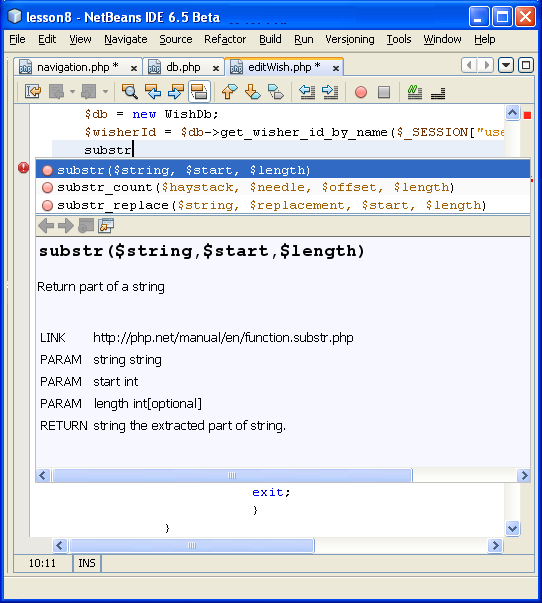 lesson8 - NetBeans IDE 6.5 Beta
File Edit View Navigate Source Refactor Build Run Versioning Tools Window Help
navigation.php * db.php editWish.php *
$db = new WishDb;
$wisherId = $db->get_wisher_id_by_name($_SESSION["use
substr
substr($string, $start, $length)
substr_count($haystack, $needle, $offset, $length)
substr_replace($string, $replacement, $start, $length)
substr($string,$start,$length)
Return part of a string
LINK http://php.net/manual/en/function.substr.php
PARAM string string
PARAM start int
PARAM length int[optional]
RETURN string the extracted part of string.
exit;
}
}
10:11 INS